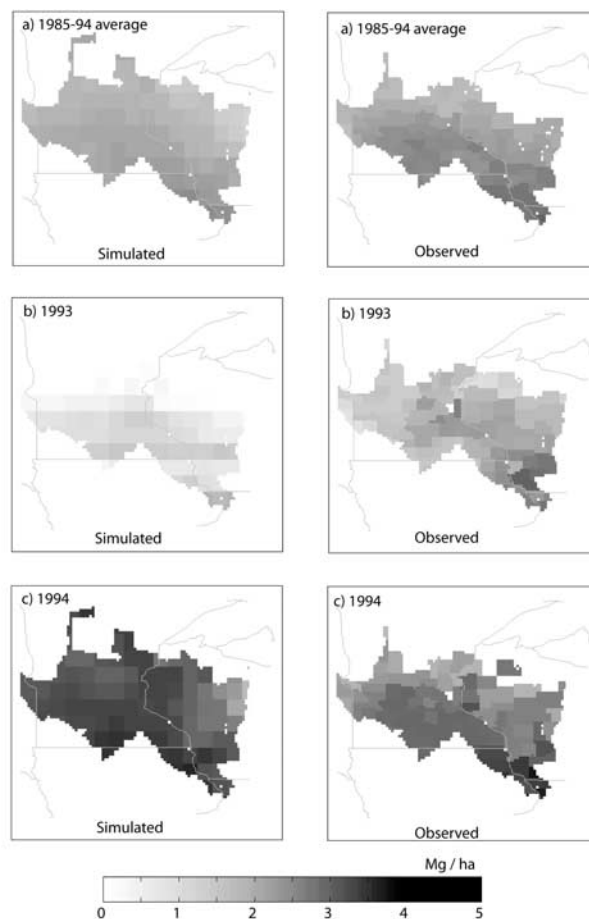 a) 1985-94 average
Simulated
a) 1985-94 average
Observed
b) 1993
Simulated
b) 1993
Observed
c) 1994
Simulated
c) 1994
Observed
Mg / ha
0 1 2 3 4 5